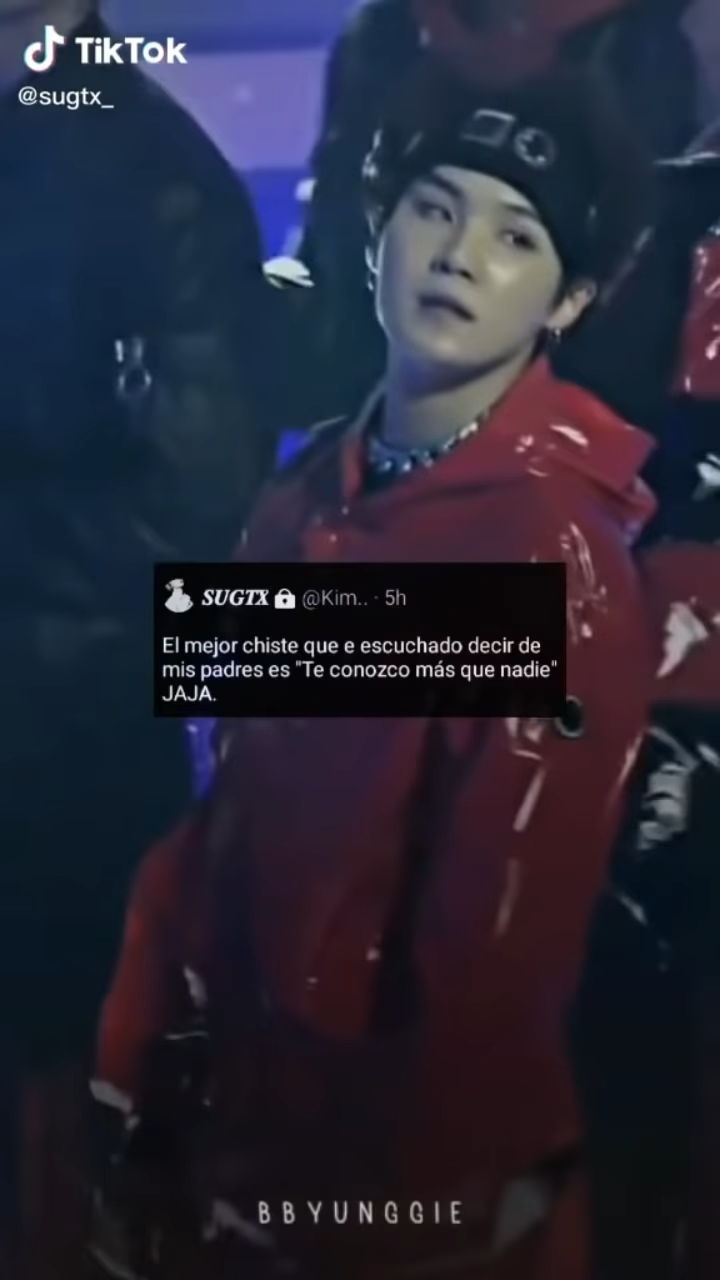 TikTok
@sugtx_
SUGTX @Kim.. · 5h
El mejor chiste que e escuchado decir de
mis padres es "Te conozco más que nadie"
JAJA.
BBYUNGGIE